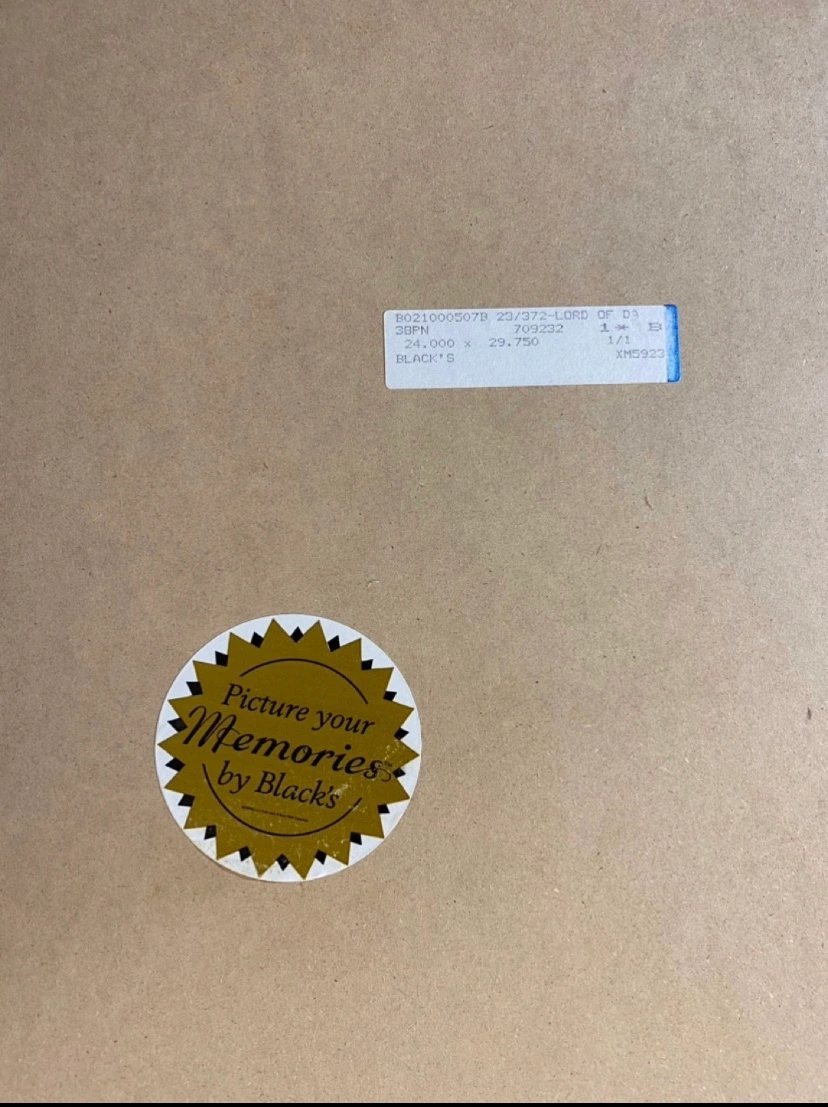 B021000507B 23/372-LORD OF DA
38PN 709232 1 * B
24.000 x 29.750 1/1
BLACK'S XM5923
Picture your
Memories
by Black's